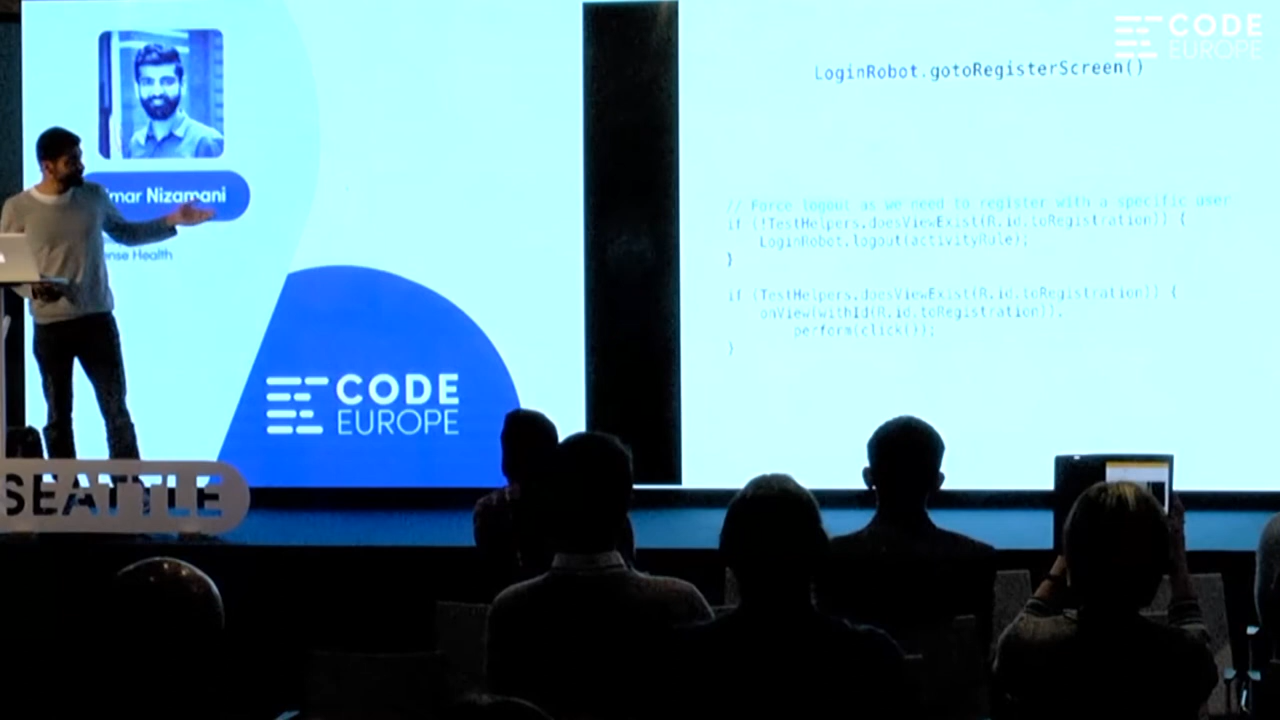 CODE
EUROPE
LoginRobot.gotoRegisterScreen()
mar Nizamani
nse Health
// Force logout as we need to register with a specific user
if (!TestHelpers.doesViewExist(R.id.toRegistration)) {
LoginRobot.logout(activityRule);
}
if (TestHelpers.doesViewExist(R.id.toRegistration)) {
onView(withId(R.id.toRegistration)).
perform(click());
}
CODE
EUROPE
SEATTLE